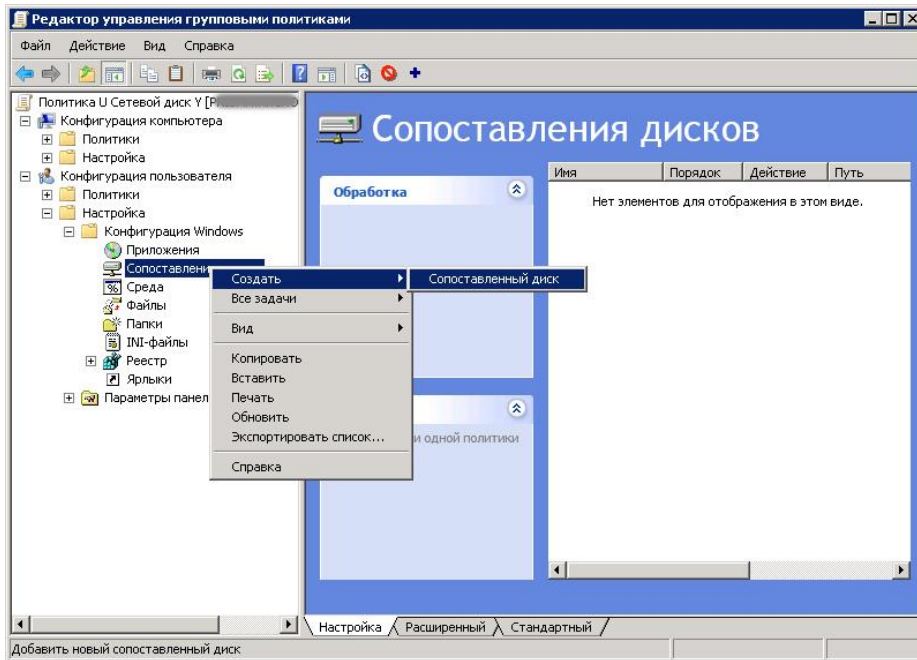 Редактор управления групповыми политиками
Файл Действие Вид Справка
Политика U Сетевой диск Y [P
Конфигурация компьютера
Политики
Настройка
Конфигурация пользователя
Политики
Настройка
Конфигурация Windows
Приложения
Сопоставлени
Среда
Файлы
Папки
INI-файлы
Реестр
Ярлыки
Параметры панел
Создать
Все задачи
Вид
Копировать
Вставить
Печать
Обновить
Экспортировать список...
Справка
Сопоставленный диск
Сопоставления дисков
Обработка
и одной политики
Имя Порядок Действие Путь
Нет элементов для отображения в этом виде.
Настройка Расширенный Стандартный
Добавить новый сопоставленный диск